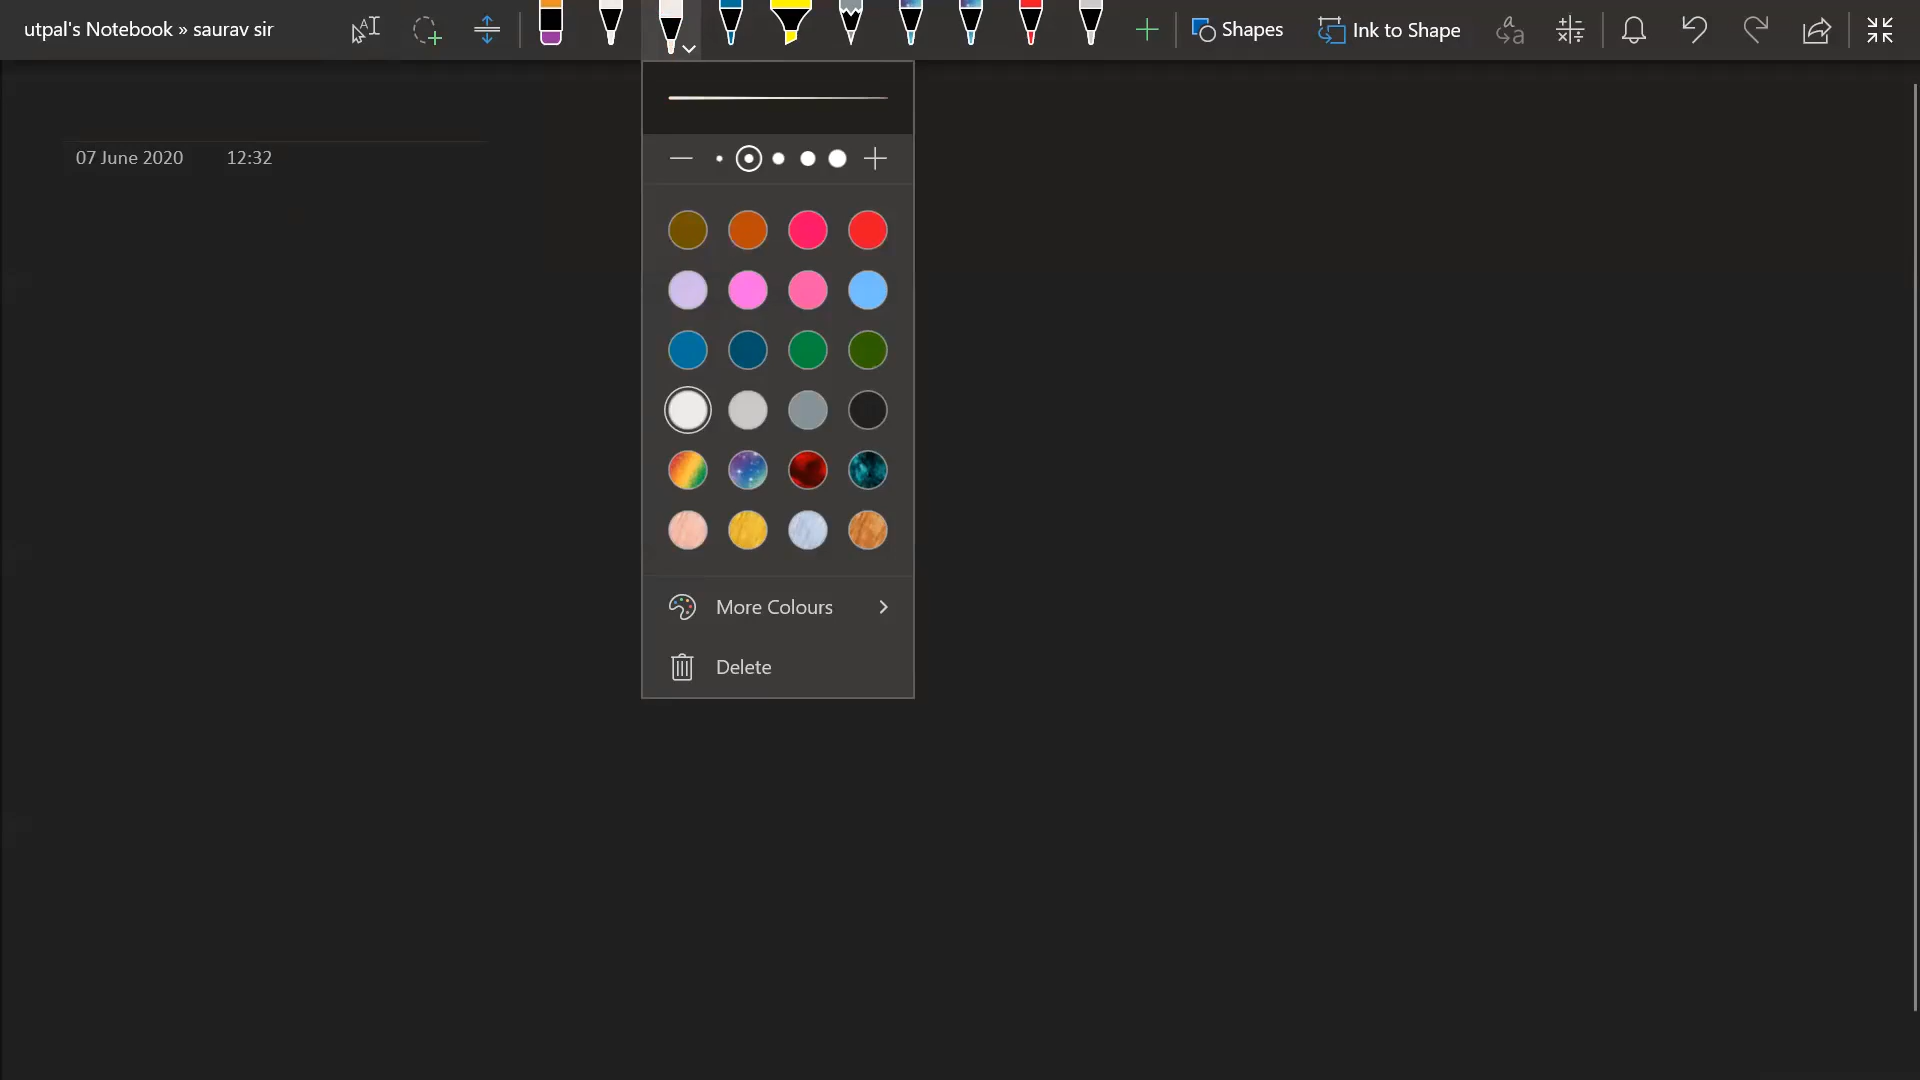 utpal's Notebook » saurav sir
Shapes
Ink to Shape
07 June 2020 12:32
More Colours
Delete